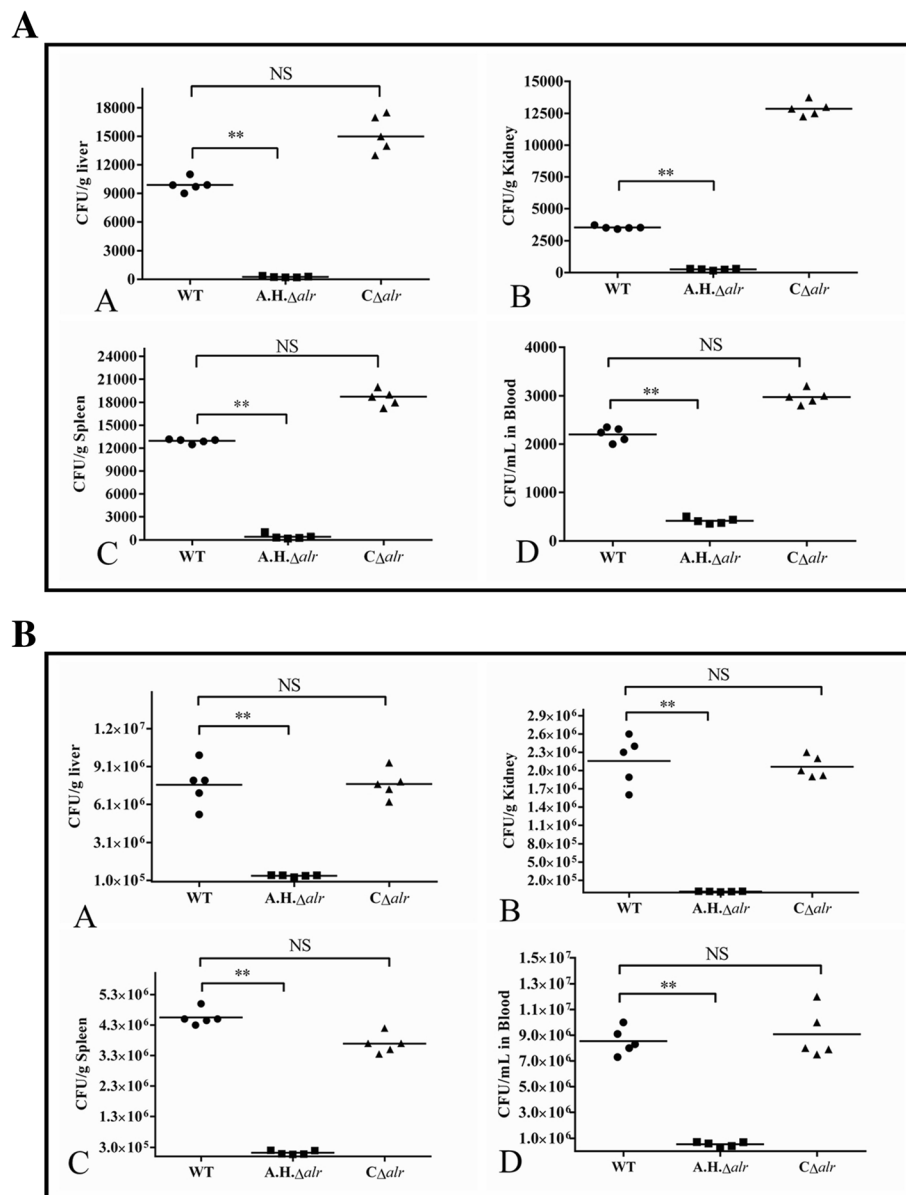 A
NS
**
18000
15000
12000
9000
6000
3000
0
CFU/g liver
WT A.H.Δalr CΔalr
A
**
15000
12500
10000
7500
5000
2500
0
CFU/g Kidney
WT A.H.Δalr CΔalr
B
NS
**
24000
21000
18000
15000
12000
9000
6000
3000
0
CFU/g Spleen
WT A.H.Δalr CΔalr
C
NS
**
4000
3000
2000
1000
0
CFU/mL in Blood
WT A.H.Δalr CΔalr
D
B
NS
**
1.2×10⁷
9.1×10⁶
6.1×10⁶
3.1×10⁶
1.0×10⁵
CFU/g liver
WT A.H.Δalr CΔalr
A
NS
**
2.9×10⁶
2.6×10⁶
2.3×10⁶
2.0×10⁶
1.7×10⁶
1.4×10⁶
1.1×10⁶
8.0×10⁵
5.0×10⁵
2.0×10⁵
CFU/g Kidney
WT A.H.Δalr CΔalr
B
NS
**
5.3×10⁶
4.3×10⁶
3.3×10⁶
2.3×10⁶
1.3×10⁶
3.0×10⁵
CFU/g Spleen
WT A.H.Δalr CΔalr
C
NS
**
1.5×10⁷
1.1×10⁷
9.0×10⁶
7.0×10⁶
5.0×10⁶
3.0×10⁶
1.0×10⁶
CFU/mL in Blood
WT A.H.Δalr CΔalr
D